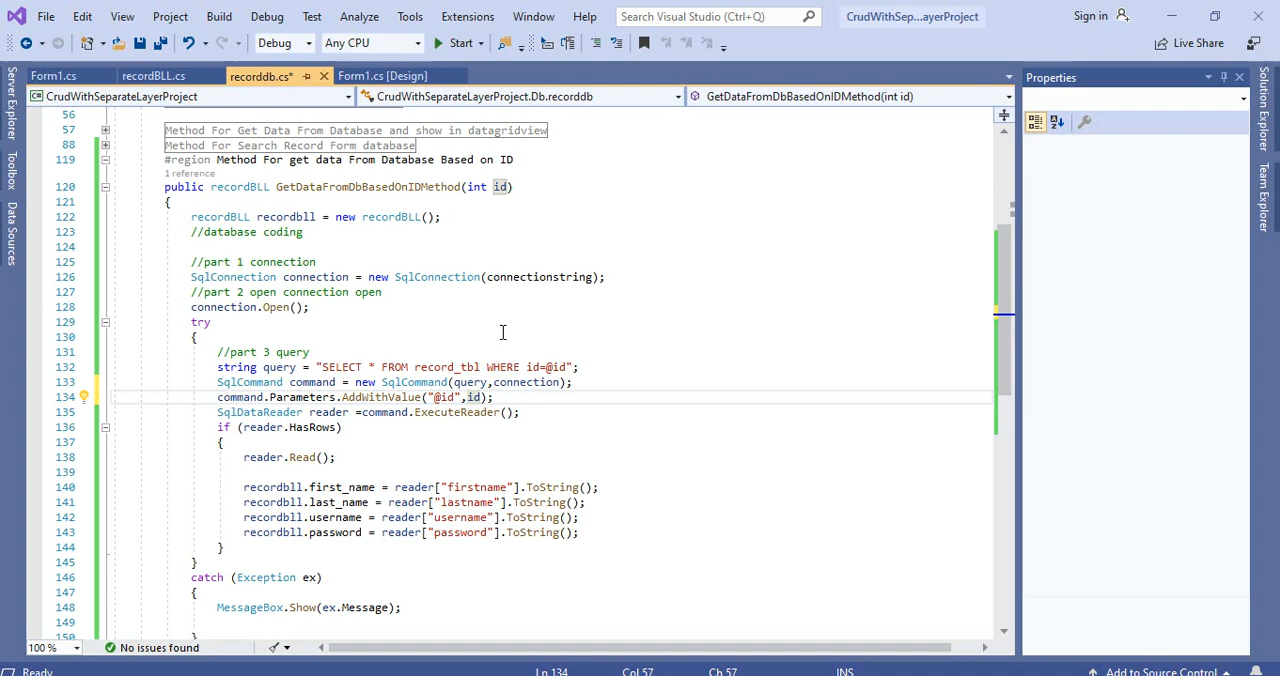 File Edit View Project Build Debug Test Analyze Tools Extensions Window Help Search Visual Studio (Ctrl+Q) CrudWithSep...ayerProject Sign in
Debug Any CPU Start Live Share
Form1.cs recordBLL.cs recorddb.cs* Form1.cs [Design] Properties
CrudWithSeparateLayerProject CrudWithSeparateLayerProject.Db.recorddb GetDataFromDbBasedOnIDMethod(int id)
Server Explorer
Toolbox
Data Sources
Solution Explorer
Team Explorer
56
57 Method For Get Data From Database and show in datagridview
88 Method For Search Record Form database
119 #region Method For get data From Database Based on ID
1 reference
120 public recordBLL GetDataFromDbBasedOnIDMethod(int id)
121 {
122 recordBLL recordbll = new recordBLL();
123 //database coding
124
125 //part 1 connection
126 SqlConnection connection = new SqlConnection(connectionstring);
127 //part 2 open connection open
128 connection.Open();
129 try
130 {
131 //part 3 query
132 string query = "SELECT * FROM record_tbl WHERE id=@id";
133 SqlCommand command = new SqlCommand(query,connection);
134 command.Parameters.AddWithValue("@id",id);
135 SqlDataReader reader =command.ExecuteReader();
136 if (reader.HasRows)
137 {
138 reader.Read();
139
140 recordbll.first_name = reader["firstname"].ToString();
141 recordbll.last_name = reader["lastname"].ToString();
142 recordbll.username = reader["username"].ToString();
143 recordbll.password = reader["password"].ToString();
144 }
145 }
146 catch (Exception ex)
147 {
148 MessageBox.Show(ex.Message);
149
150 }
100 % No issues found
Ready Ln 134 Col 57 Ch 57 INS Add to Source Control